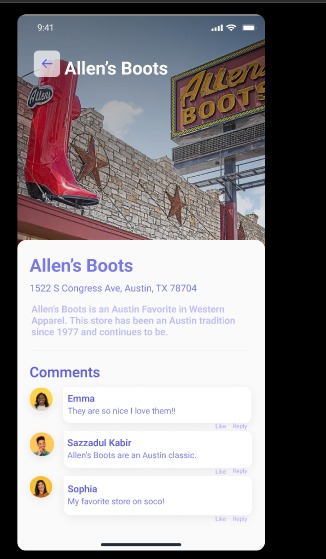 9:41
Allen's Boots
Allens
Allens
BOOTS
Allen's Boots
1522 S Congress Ave, Austin, TX 78704
Allen's Boots is an Austin Favorite in Western
Apparel. This store has been an Austin tradition
since 1977 and continues to be.
Comments
Emma
They are so nice I love them!!
Like Reply
Sazzadul Kabir
Allen's Boots are an Austin classic.
Like Reply
Sophia
My favorite store on soco!
Like Reply